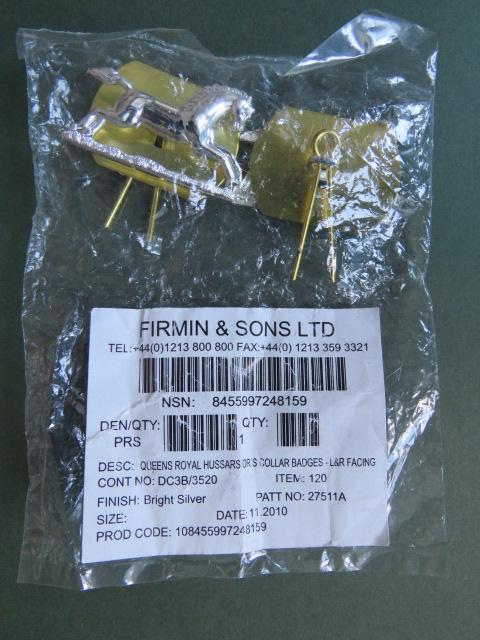 FIRMIN & SONS LTD
TEL:+44(0)1213 800 800 FAX:+44(0) 1213 359 3321
NSN: 8455997248159
DEN/QTY: QTY:
PRS 1
DESC: QUEENS ROYAL HUSSARS OR'S COLLAR BADGES - L&R FACING
CONT NO: DC3B/3520 ITEM: 120
FINISH: Bright Silver PATT NO: 27511A
SIZE: DATE: 11.2010
PROD CODE: 108455997248159